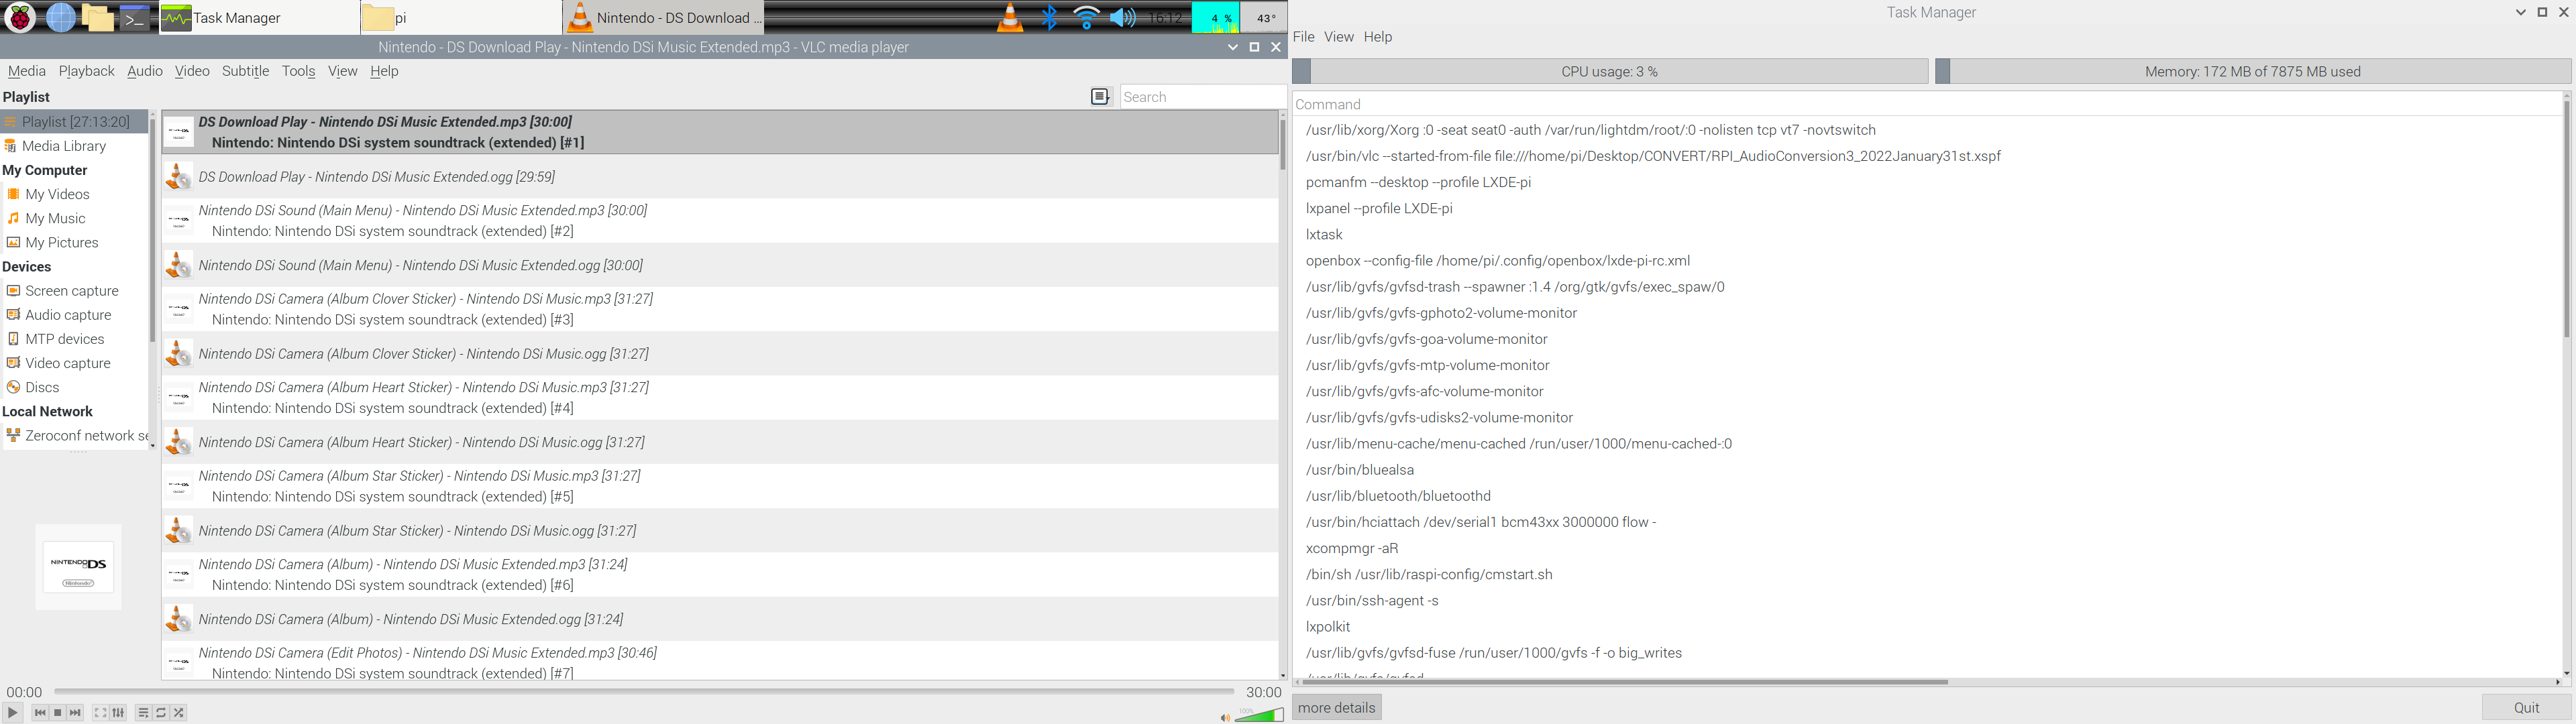 Task Manager
pi
Nintendo - DS Download ...
16:12
4 %
43°
Nintendo - DS Download Play - Nintendo DSi Music Extended.mp3 - VLC media player
Media Playback Audio Video Subtitle Tools View Help
Playlist
Search
Playlist [27:13:20]
Media Library
My Computer
My Videos
My Music
My Pictures
Devices
Screen capture
Audio capture
MTP devices
Video capture
Discs
Local Network
Zeroconf network se
NINTENDO DS
Nintendo
DS Download Play - Nintendo DSi Music Extended.mp3 [30:00]
Nintendo: Nintendo DSi system soundtrack (extended) [#1]
DS Download Play - Nintendo DSi Music Extended.ogg [29:59]
Nintendo DSi Sound (Main Menu) - Nintendo DSi Music Extended.mp3 [30:00]
Nintendo: Nintendo DSi system soundtrack (extended) [#2]
Nintendo DSi Sound (Main Menu) - Nintendo DSi Music Extended.ogg [30:00]
Nintendo DSi Camera (Album Clover Sticker) - Nintendo DSi Music.mp3 [31:27]
Nintendo: Nintendo DSi system soundtrack (extended) [#3]
Nintendo DSi Camera (Album Clover Sticker) - Nintendo DSi Music.ogg [31:27]
Nintendo DSi Camera (Album Heart Sticker) - Nintendo DSi Music.mp3 [31:27]
Nintendo: Nintendo DSi system soundtrack (extended) [#4]
Nintendo DSi Camera (Album Heart Sticker) - Nintendo DSi Music.ogg [31:27]
Nintendo DSi Camera (Album Star Sticker) - Nintendo DSi Music.mp3 [31:27]
Nintendo: Nintendo DSi system soundtrack (extended) [#5]
Nintendo DSi Camera (Album Star Sticker) - Nintendo DSi Music.ogg [31:27]
Nintendo DSi Camera (Album) - Nintendo DSi Music Extended.mp3 [31:24]
Nintendo: Nintendo DSi system soundtrack (extended) [#6]
Nintendo DSi Camera (Album) - Nintendo DSi Music Extended.ogg [31:24]
Nintendo DSi Camera (Edit Photos) - Nintendo DSi Music Extended.mp3 [30:46]
Nintendo: Nintendo DSi system soundtrack (extended) [#7]
00:00
30:00
100%
Task Manager
File View Help
CPU usage: 3 %
Memory: 172 MB of 7875 MB used
Command
/usr/lib/xorg/Xorg :0 -seat seat0 -auth /var/run/lightdm/root/:0 -nolisten tcp vt7 -novtswitch
/usr/bin/vlc --started-from-file file:///home/pi/Desktop/CONVERT/RPI_AudioConversion3_2022January31st.xspf
pcmanfm --desktop --profile LXDE-pi
lxpanel --profile LXDE-pi
lxtask
openbox --config-file /home/pi/.config/openbox/lxde-pi-rc.xml
/usr/lib/gvfs/gvfsd-trash --spawner :1.4 /org/gtk/gvfs/exec_spaw/0
/usr/lib/gvfs/gvfs-gphoto2-volume-monitor
/usr/lib/gvfs/gvfs-goa-volume-monitor
/usr/lib/gvfs/gvfs-mtp-volume-monitor
/usr/lib/gvfs/gvfs-afc-volume-monitor
/usr/lib/gvfs/gvfs-udisks2-volume-monitor
/usr/lib/menu-cache/menu-cached /run/user/1000/menu-cached-:0
/usr/bin/bluealsa
/usr/lib/bluetooth/bluetoothd
/usr/bin/hciattach /dev/serial1 bcm43xx 3000000 flow -
xcompmgr -aR
/bin/sh /usr/lib/raspi-config/cmstart.sh
/usr/bin/ssh-agent -s
lxpolkit
/usr/lib/gvfs/gvfsd-fuse /run/user/1000/gvfs -f -o big_writes
/usr/lib/gvfs/gvfsd
more details
Quit